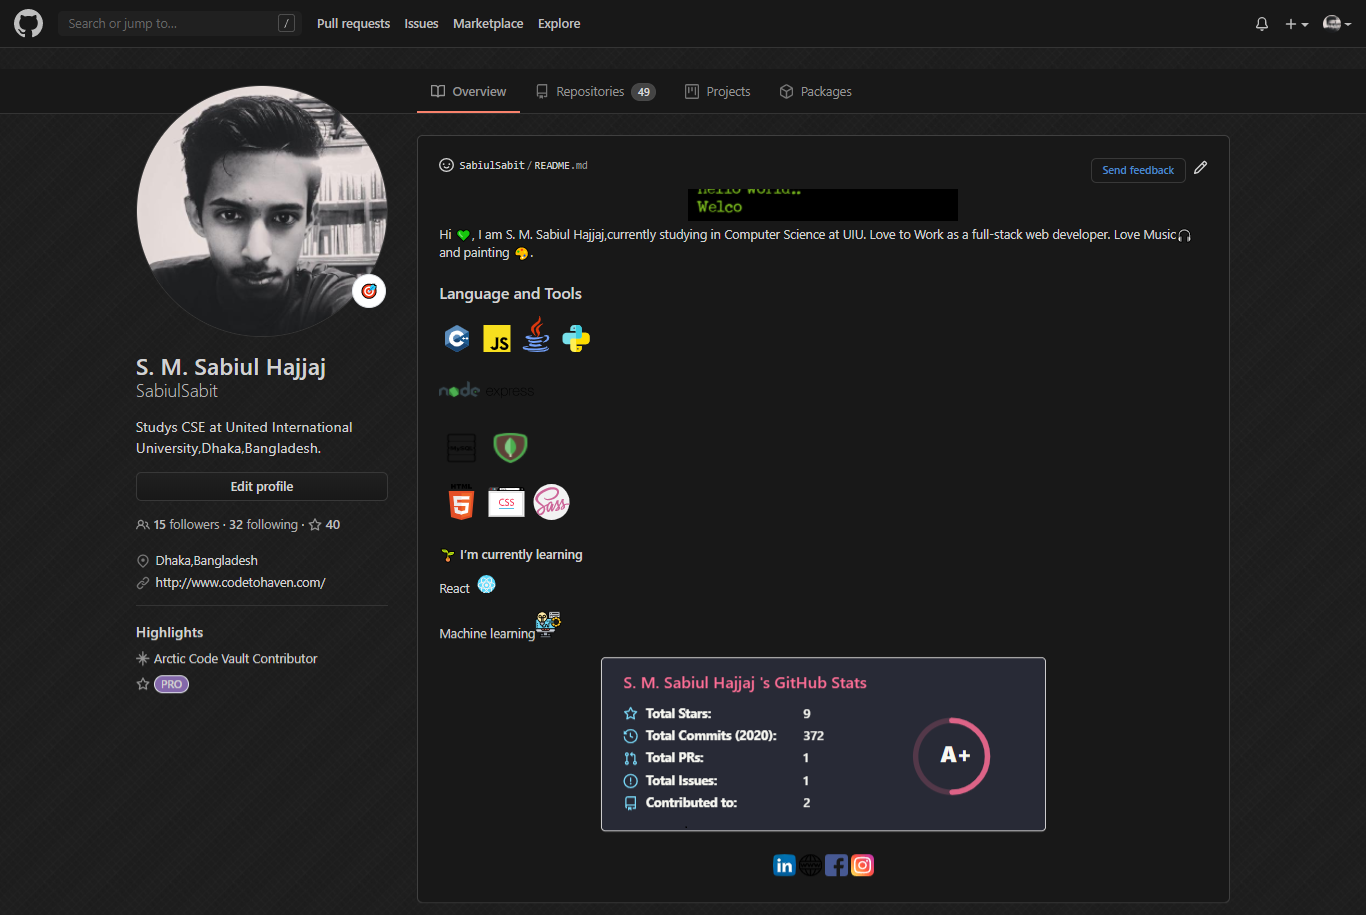 Search or jump to...
/
Pull requests
Issues
Marketplace
Explore
Overview
Repositories 49
Projects
Packages
S. M. Sabiul Hajjaj
SabiulSabit
Studys CSE at United International
University,Dhaka,Bangladesh.
Edit profile
15 followers · 32 following · 40
Dhaka,Bangladesh
http://www.codetohaven.com/
Highlights
Arctic Code Vault Contributor
PRO
SabiulSabit/README.md
Send feedback
Hello World..
Welco
Hi 💚, I am S. M. Sabiul Hajjaj,currently studying in Computer Science at UIU. Love to Work as a full-stack web developer. Love Music🎧
and painting 🎨.
Language and Tools
C++
JS
node express
MySQL
HTML
5
CSS
Sass
🌱 I'm currently learning
React
Machine learning
S. M. Sabiul Hajjaj 's GitHub Stats
Total Stars: 9
Total Commits (2020): 372
Total PRs: 1
Total Issues: 1
Contributed to: 2
A+
in
f